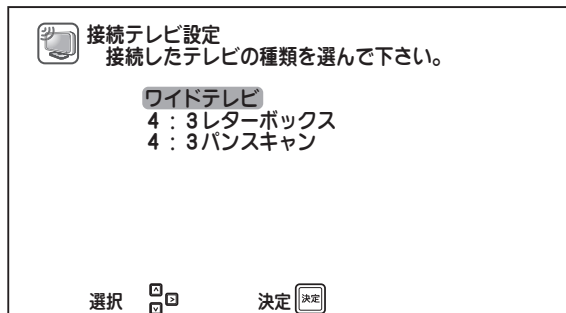 接続テレビ設定
接続したテレビの種類を選んで下さい。
ワイドテレビ
4：3レターボックス
4：3パンスキャン
選択 決定 決定